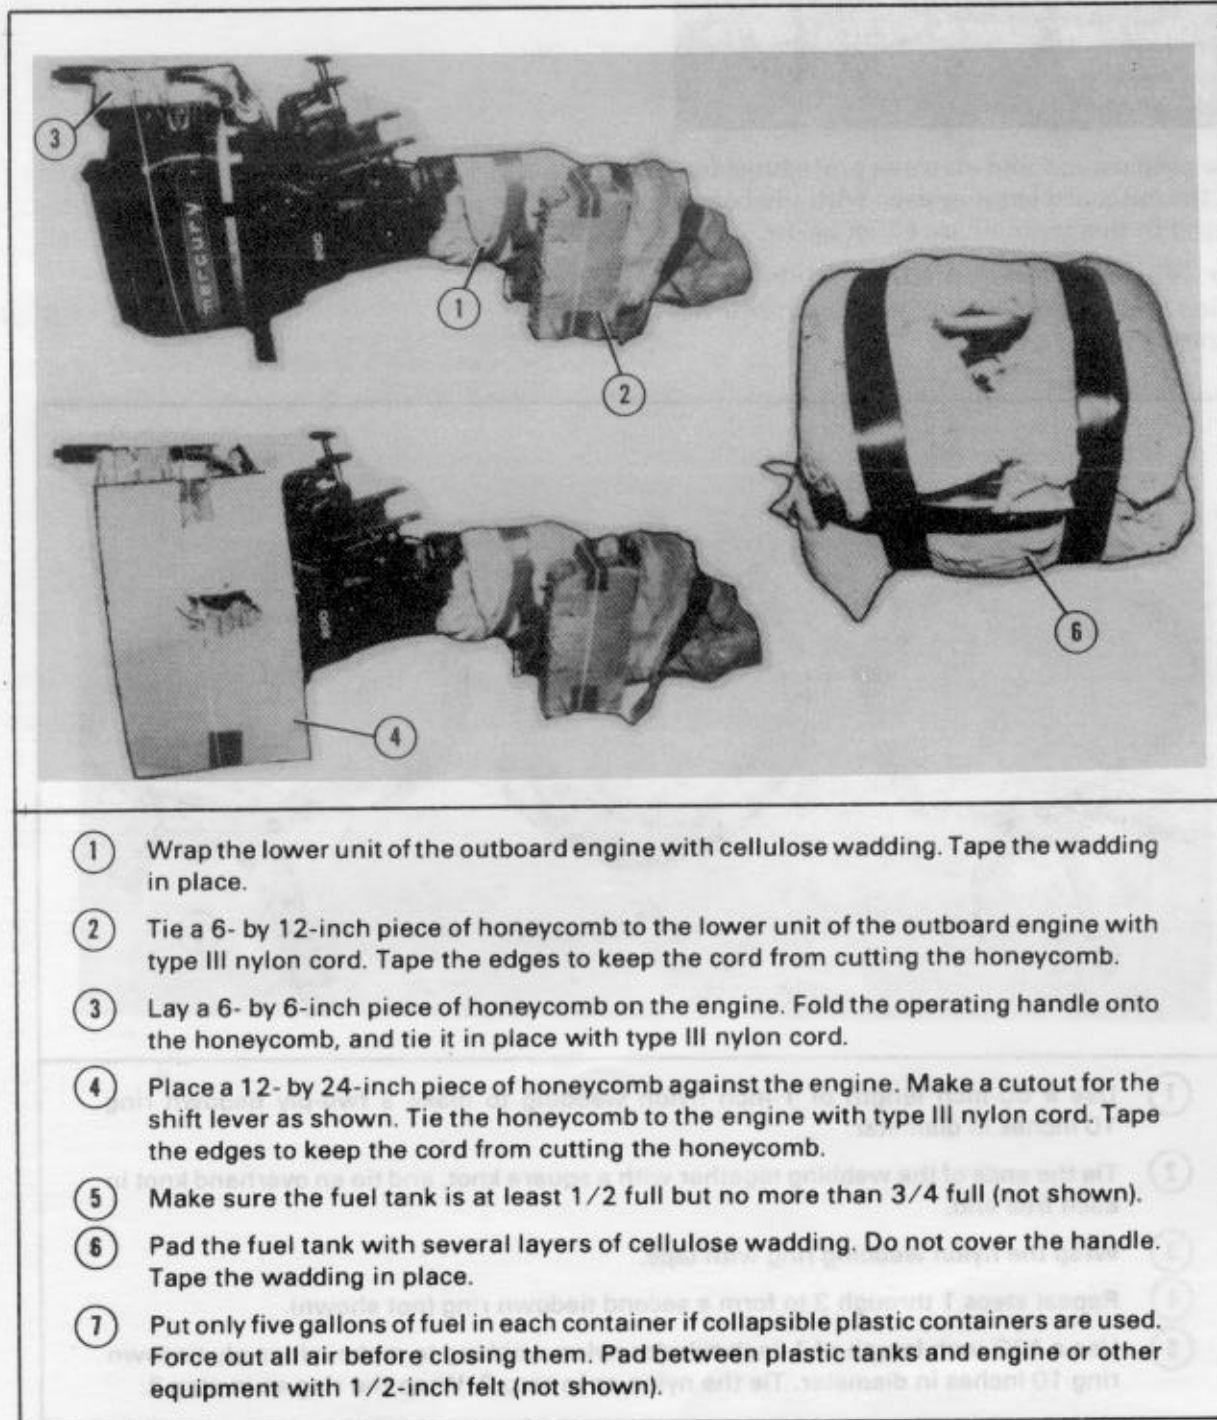 3
mercury
1
2
6
4
1 Wrap the lower unit of the outboard engine with cellulose wadding. Tape the wadding
in place.
2 Tie a 6- by 12-inch piece of honeycomb to the lower unit of the outboard engine with
type III nylon cord. Tape the edges to keep the cord from cutting the honeycomb.
3 Lay a 6- by 6-inch piece of honeycomb on the engine. Fold the operating handle onto
the honeycomb, and tie it in place with type III nylon cord.
4 Place a 12- by 24-inch piece of honeycomb against the engine. Make a cutout for the
shift lever as shown. Tie the honeycomb to the engine with type III nylon cord. Tape
the edges to keep the cord from cutting the honeycomb.
5 Make sure the fuel tank is at least 1/2 full but no more than 3/4 full (not shown).
6 Pad the fuel tank with several layers of cellulose wadding. Do not cover the handle.
Tape the wadding in place.
7 Put only five gallons of fuel in each container if collapsible plastic containers are used.
Force out all air before closing them. Pad between plastic tanks and engine or other
equipment with 1/2-inch felt (not shown).